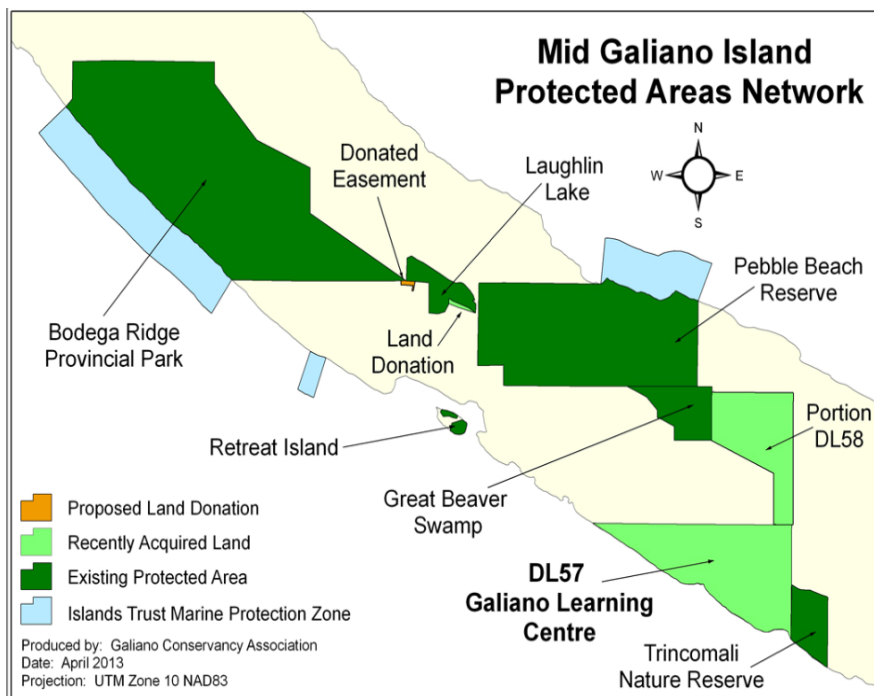 Mid Galiano Island
Protected Areas Network
N
W
E
S
Donated
Easement
Laughlin
Lake
Pebble Beach
Reserve
Bodega Ridge
Provincial Park
Land
Donation
Portion
DL58
Retreat Island
Great Beaver
Swamp
DL57
Galiano Learning
Centre
Trincomali
Nature Reserve
Proposed Land Donation
Recently Acquired Land
Existing Protected Area
Islands Trust Marine Protection Zone
Produced by: Galiano Conservancy Association
Date: April 2013
Projection: UTM Zone 10 NAD83